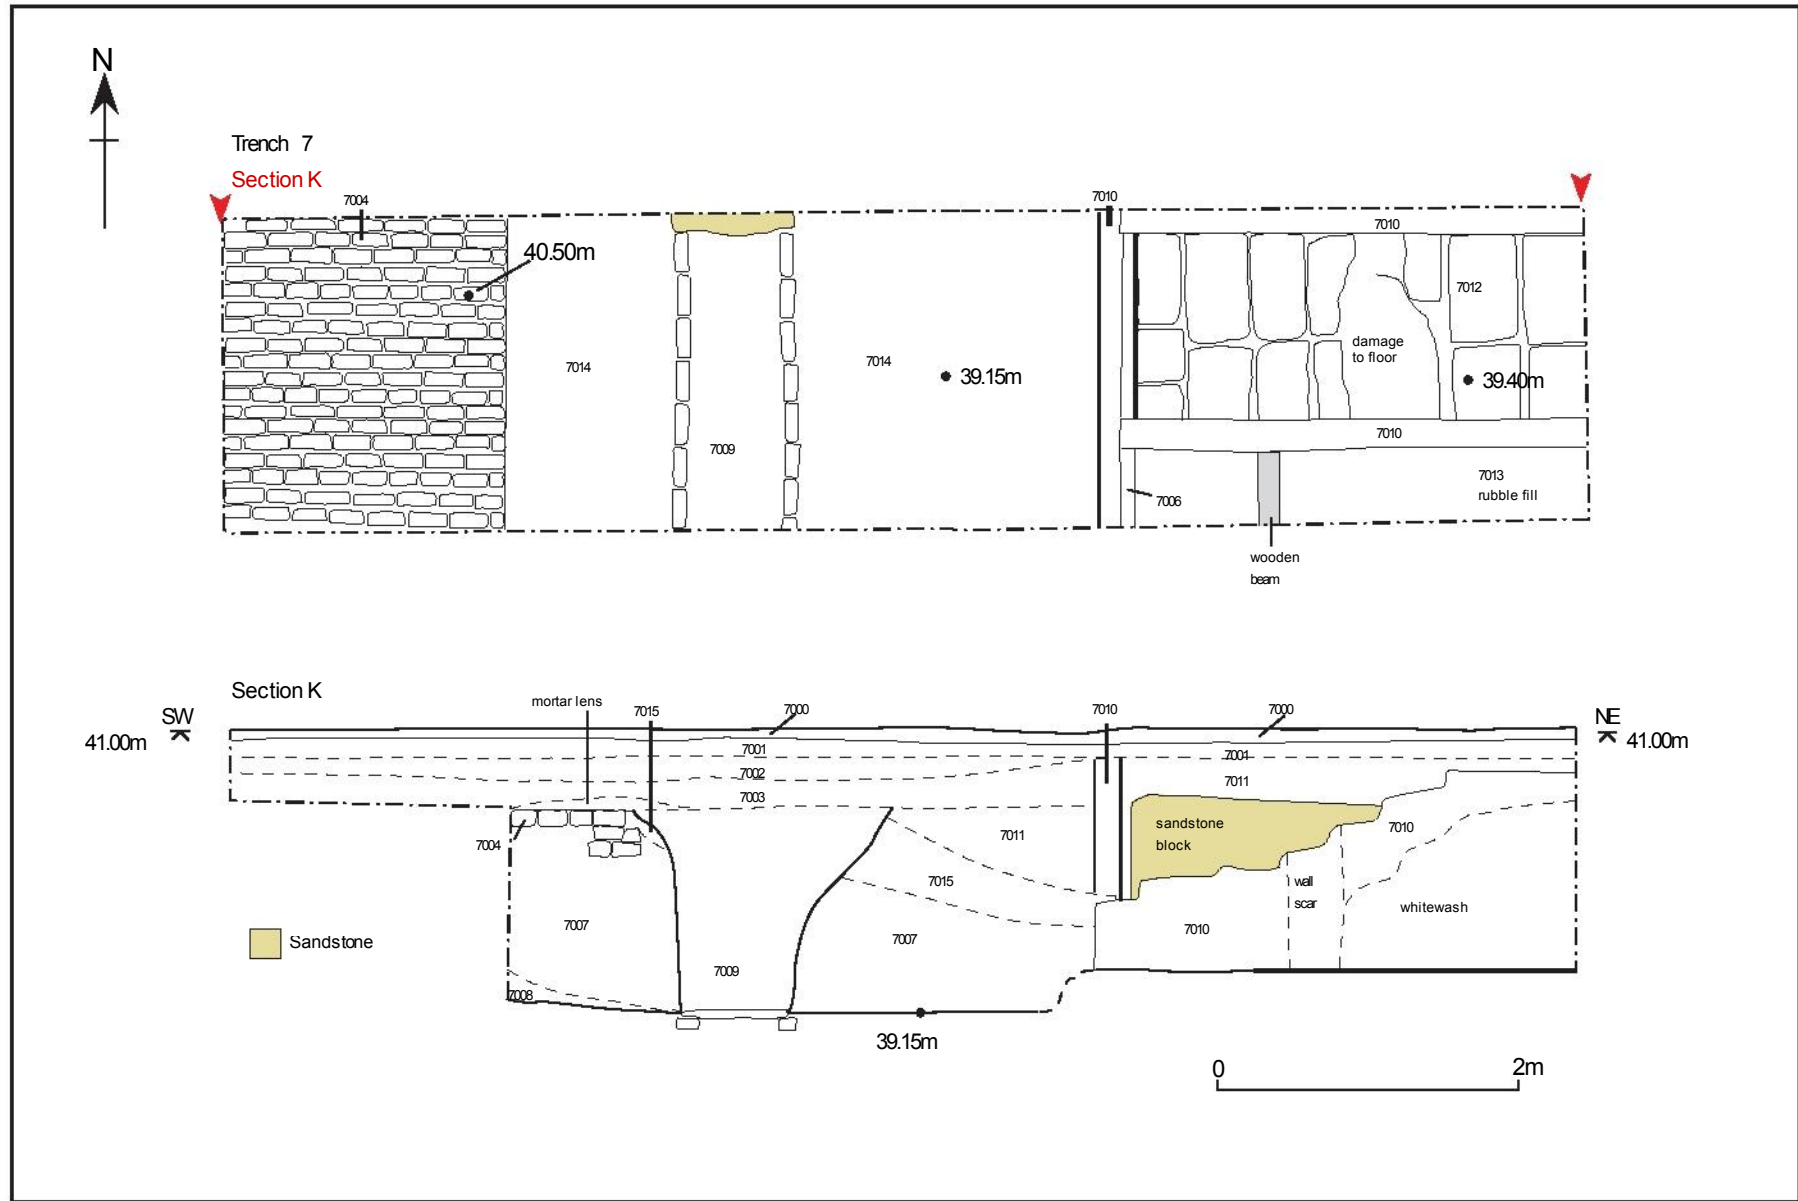 N
Trench 7
Section K
7004
7010
7010
40.50m
7012
damage
to floor
7014
7014
39.15m
39.40m
7009
7010
7013
rubble fill
7006
wooden
beam
Section K
mortar lens
7015
7000
7010
7000
SW
NE
41.00m
41.00m
7001
7001
7002
7011
7003
sandstone
block
7010
7011
7004
7015
wall
scar
whitewash
7007
7007
7010
Sandstone
7009
7008
39.15m
0
2m